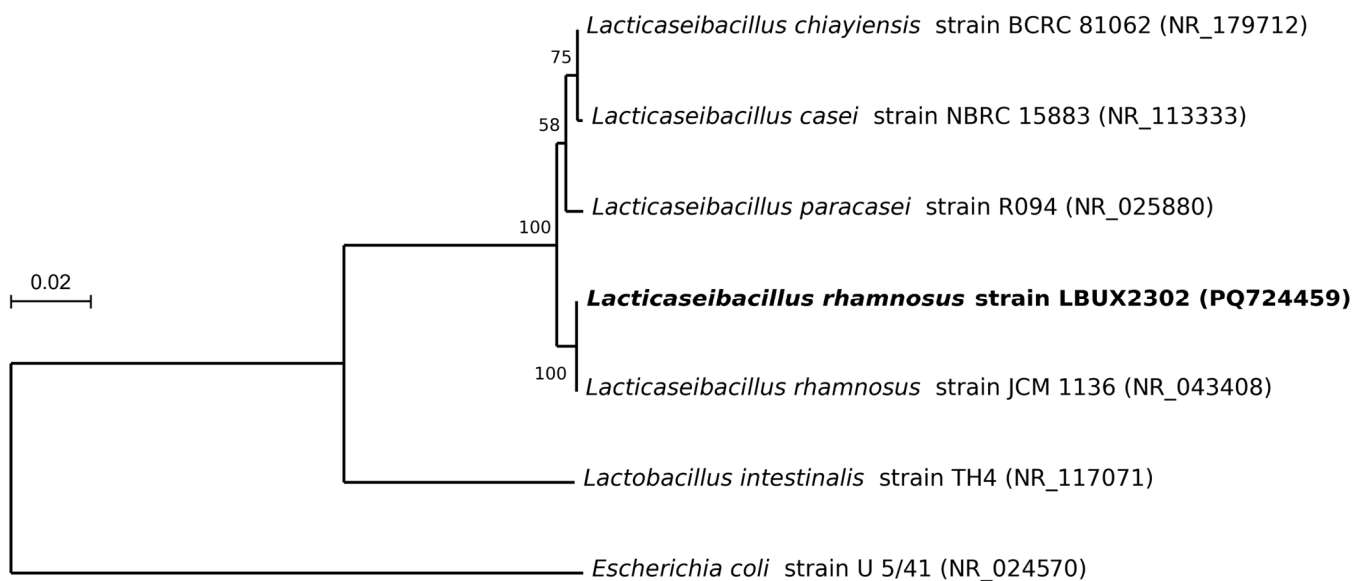 Lacticaseibacillus chiayiensis strain BCRC 81062 (NR_179712)
75
Lacticaseibacillus casei strain NBRC 15883 (NR_113333)
58
Lacticaseibacillus paracasei strain R094 (NR_025880)
100
0.02
Lacticaseibacillus rhamnosus strain LBUX2302 (PQ724459)
100
Lacticaseibacillus rhamnosus strain JCM 1136 (NR_043408)
Lactobacillus intestinalis strain TH4 (NR_117071)
Escherichia coli strain U 5/41 (NR_024570)